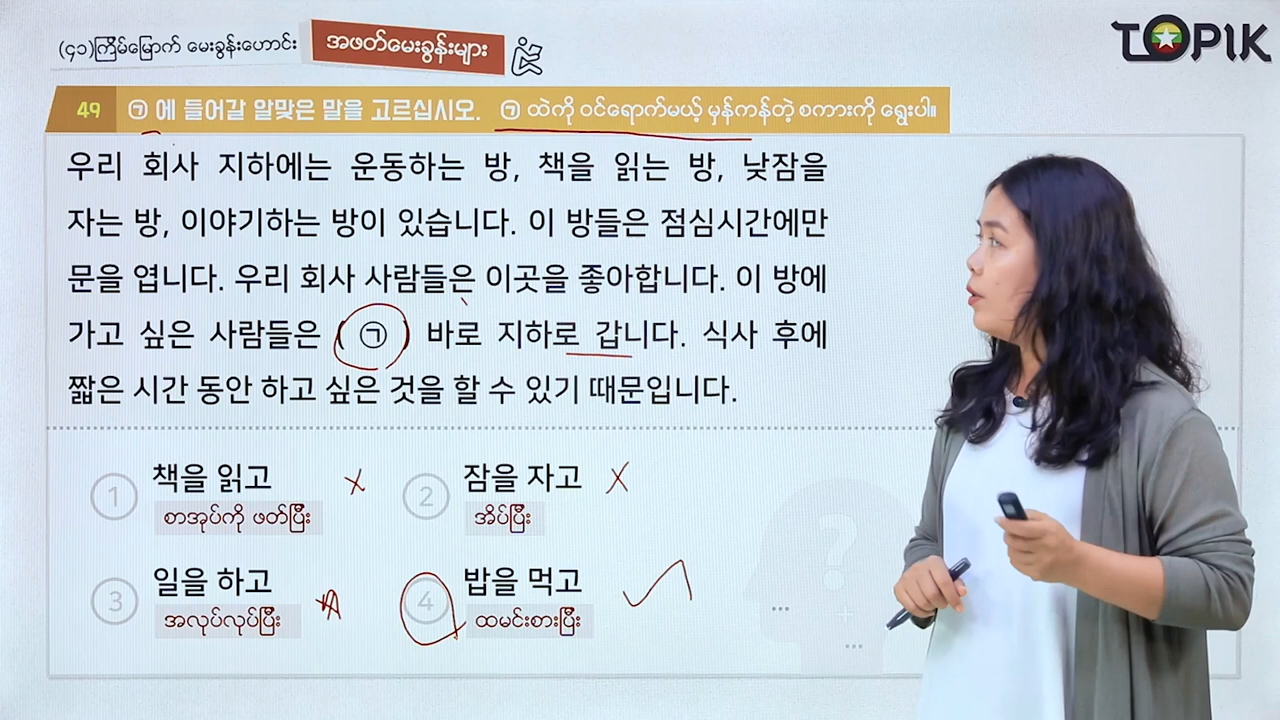 (၄၁)ကြိမ်မြောက် မေးခွန်းဟောင်း
အဖတ်မေးခွန်းများ
TOPIK
49 ㉠ 에 들어갈 알맞은 말을 고르십시오. ㉠ ထဲကို ဝင်ရောက်မယ့် မှန်ကန်တဲ့ စကားကို ရွေးပါ။
우리 회사 지하에는 운동하는 방, 책을 읽는 방, 낮잠을
자는 방, 이야기하는 방이 있습니다. 이 방들은 점심시간에만
문을 엽니다. 우리 회사 사람들은 이곳을 좋아합니다. 이 방에
가고 싶은 사람들은 ( ㉠ ) 바로 지하로 갑니다. 식사 후에
짧은 시간 동안 하고 싶은 것을 할 수 있기 때문입니다.
1 책을 읽고
စာအုပ်ကို ဖတ်ပြီး
2 잠을 자고
အိပ်ပြီး
3 일을 하고
အလုပ်လုပ်ပြီး
4 밥을 먹고
ထမင်းစားပြီး